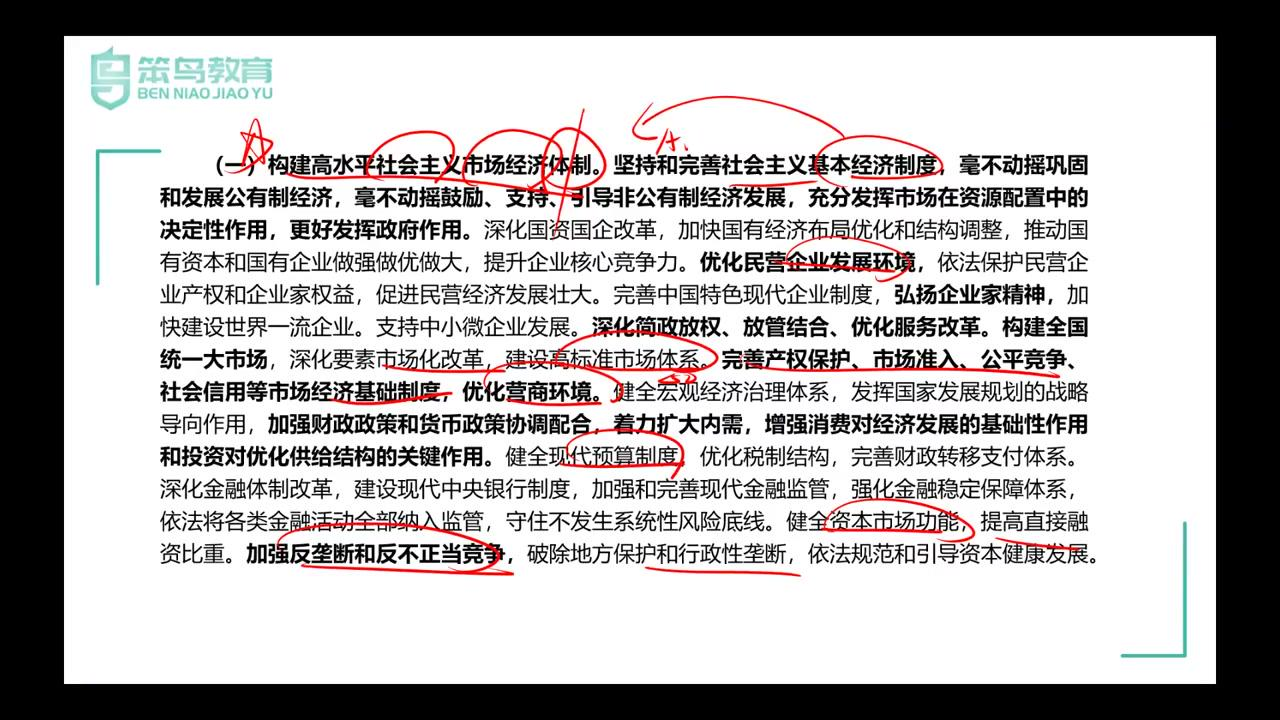 笨鸟教育
BEN NIAO JIAO YU
（一）构建高水平社会主义市场经济体制。坚持和完善社会主义基本经济制度，毫不动摇巩固
和发展公有制经济，毫不动摇鼓励、支持、引导非公有制经济发展，充分发挥市场在资源配置中的
决定性作用，更好发挥政府作用。深化国资国企改革，加快国有经济布局优化和结构调整，推动国
有资本和国有企业做强做优做大，提升企业核心竞争力。优化民营企业发展环境，依法保护民营企
业产权和企业家权益，促进民营经济发展壮大。完善中国特色现代企业制度，弘扬企业家精神，加
快建设世界一流企业。支持中小微企业发展。深化简政放权、放管结合、优化服务改革。构建全国
统一大市场，深化要素市场化改革，建设高标准市场体系。完善产权保护、市场准入、公平竞争、
社会信用等市场经济基础制度，优化营商环境。健全宏观经济治理体系，发挥国家发展规划的战略
导向作用，加强财政政策和货币政策协调配合，着力扩大内需，增强消费对经济发展的基础性作用
和投资对优化供给结构的关键作用。健全现代预算制度，优化税制结构，完善财政转移支付体系。
深化金融体制改革，建设现代中央银行制度，加强和完善现代金融监管，强化金融稳定保障体系，
依法将各类金融活动全部纳入监管，守住不发生系统性风险底线。健全资本市场功能，提高直接融
资比重。加强反垄断和反不正当竞争，破除地方保护和行政性垄断，依法规范和引导资本健康发展。